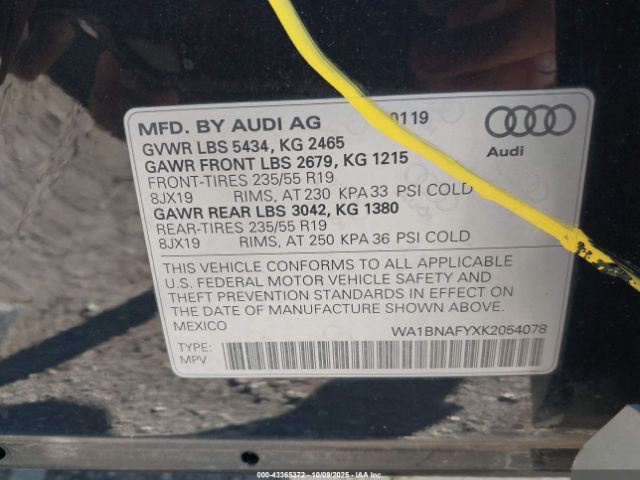 MFD. BY AUDI AG 0119
GVWR LBS 5434, KG 2465
GAWR FRONT LBS 2679, KG 1215
FRONT-TIRES 235/55 R19
8JX19 RIMS, AT 230 KPA 33 PSI COLD
GAWR REAR LBS 3042, KG 1380
REAR-TIRES 235/55 R19
8JX19 RIMS, AT 250 KPA 36 PSI COLD
Audi
THIS VEHICLE CONFORMS TO ALL APPLICABLE
U.S. FEDERAL MOTOR VEHICLE SAFETY AND
THEFT PREVENTION STANDARDS IN EFFECT ON
THE DATE OF MANUFACTURE SHOWN ABOVE.
MEXICO
WA1BNAFYXK2054078
TYPE:
MPV
000-43365372 - 10/09/2025 - IAA Inc.